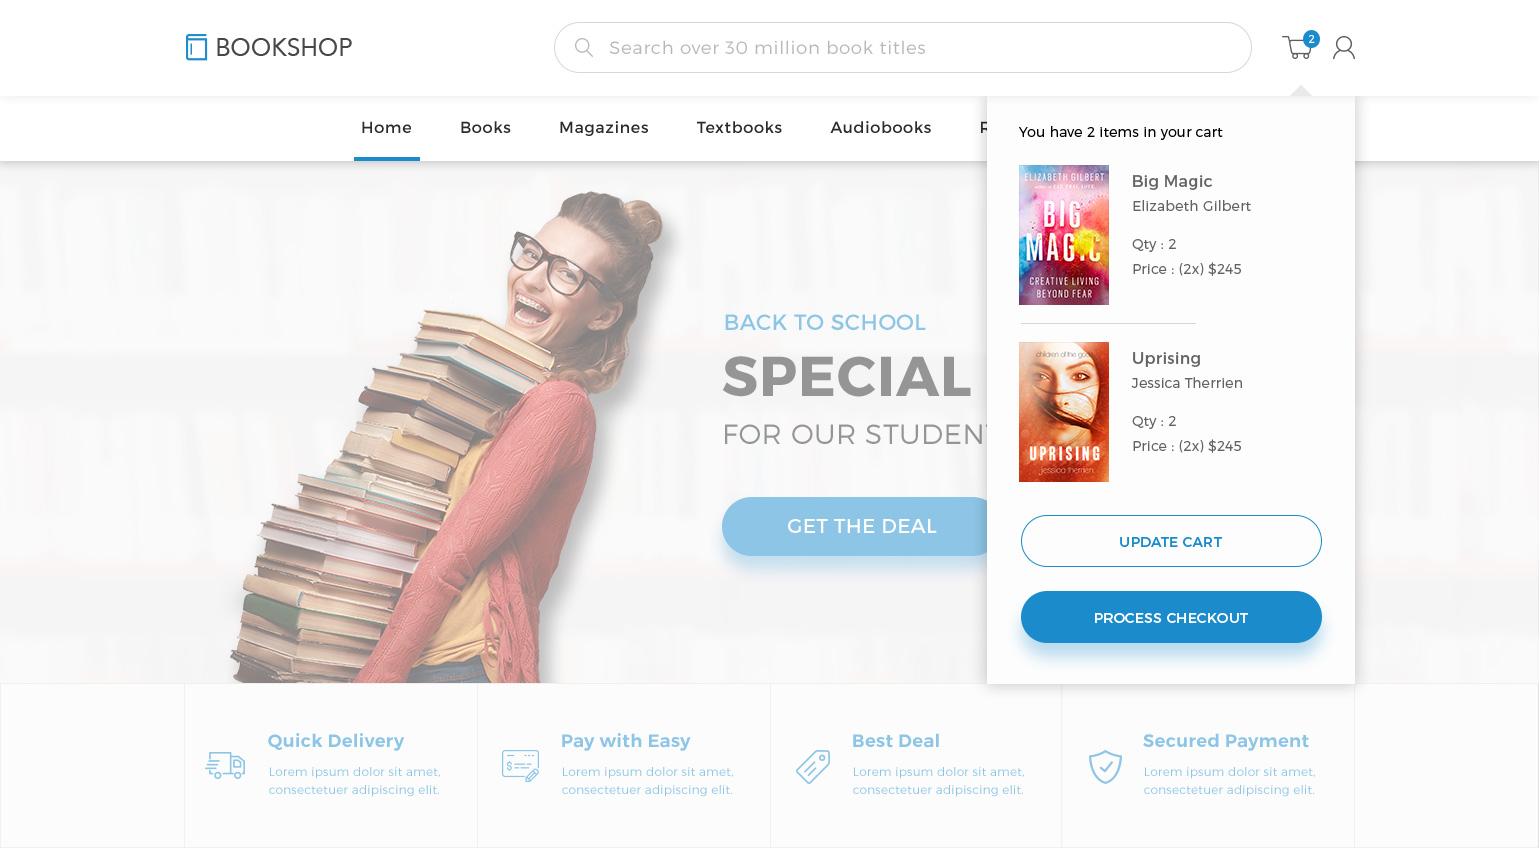 BOOKSHOP
Search over 30 million book titles
2
Home Books Magazines Textbooks Audiobooks R
You have 2 items in your cart
ELIZABETH GILBERT
BIG
MAGIC
CREATIVE LIVING
BEYOND FEAR
Big Magic
Elizabeth Gilbert
Qty : 2
Price : (2x) $245
children of the gods
UPRISING
jessica therrien
Uprising
Jessica Therrien
Qty : 2
Price : (2x) $245
UPDATE CART
PROCESS CHECKOUT
BACK TO SCHOOL
SPECIAL
FOR OUR STUDENT
GET THE DEAL
Quick Delivery
Lorem ipsum dolor sit amet,
consectetuer adipiscing elit.
Pay with Easy
Lorem ipsum dolor sit amet,
consectetuer adipiscing elit.
Best Deal
Lorem ipsum dolor sit amet,
consectetuer adipiscing elit.
Secured Payment
Lorem ipsum dolor sit amet,
consectetuer adipiscing elit.